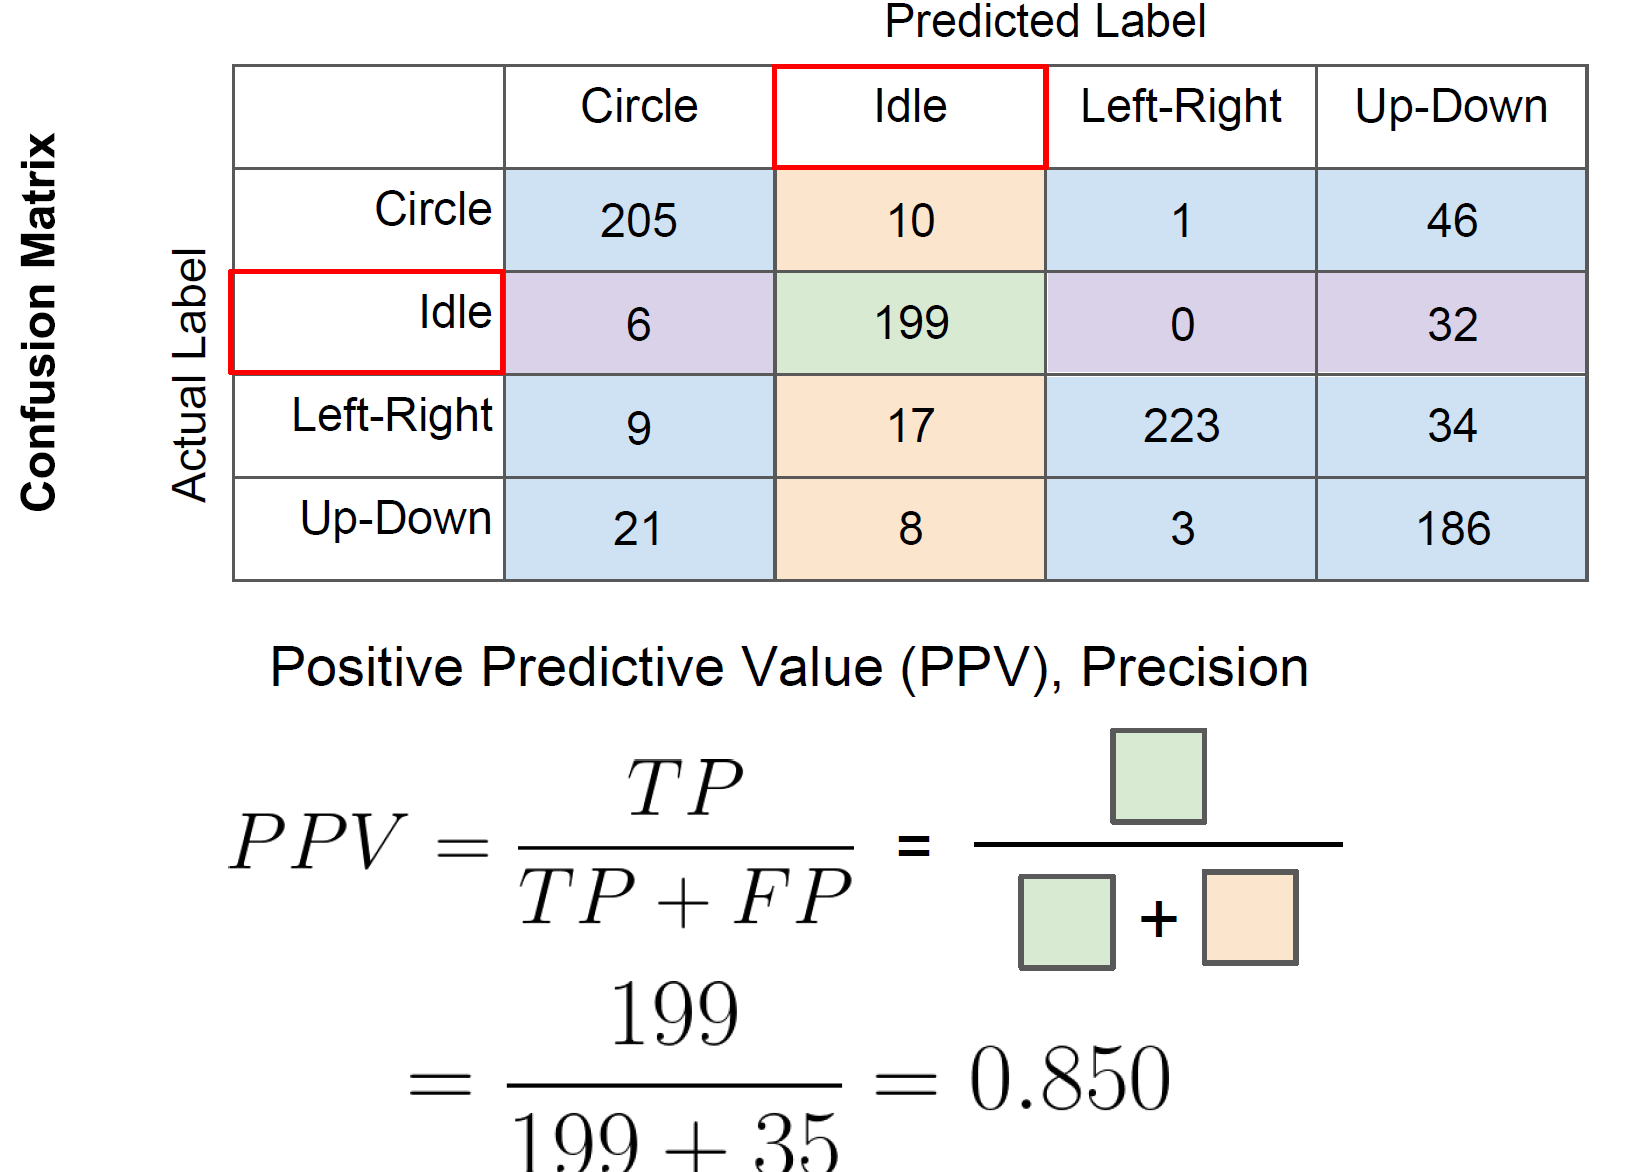 Predicted Label
Confusion Matrix
Actual Label
Circle Idle Left-Right Up-Down
Circle 205 10 1 46
Idle 6 199 0 32
Left-Right 9 17 223 34
Up-Down 21 8 3 186
Positive Predictive Value (PPV), Precision
TP
PPV = =
TP + FP
+
199
= = 0.850
199 + 35